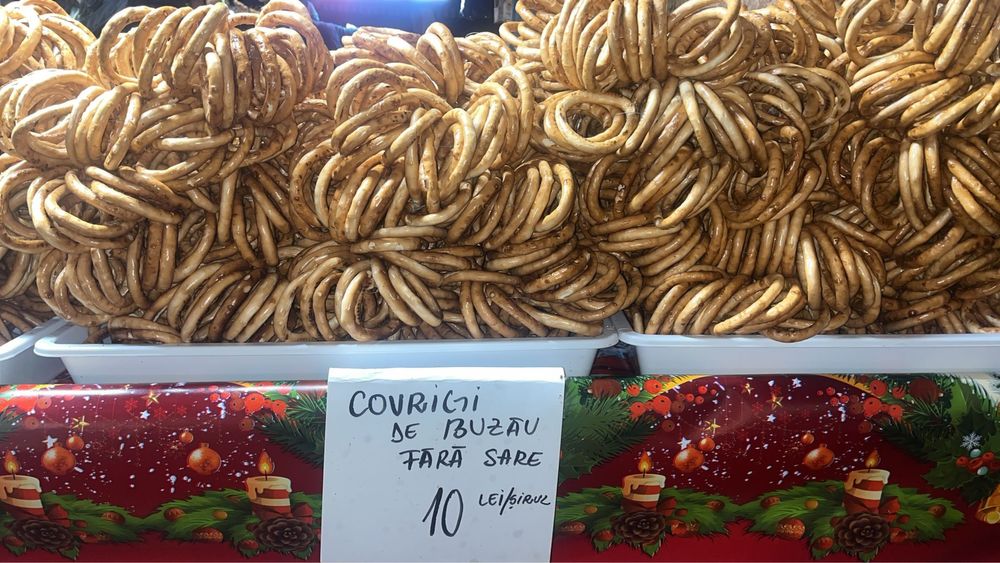 COVRIGI
DE BUZĂU
FĂRĂ SARE
10 LEI/ȘIRUL